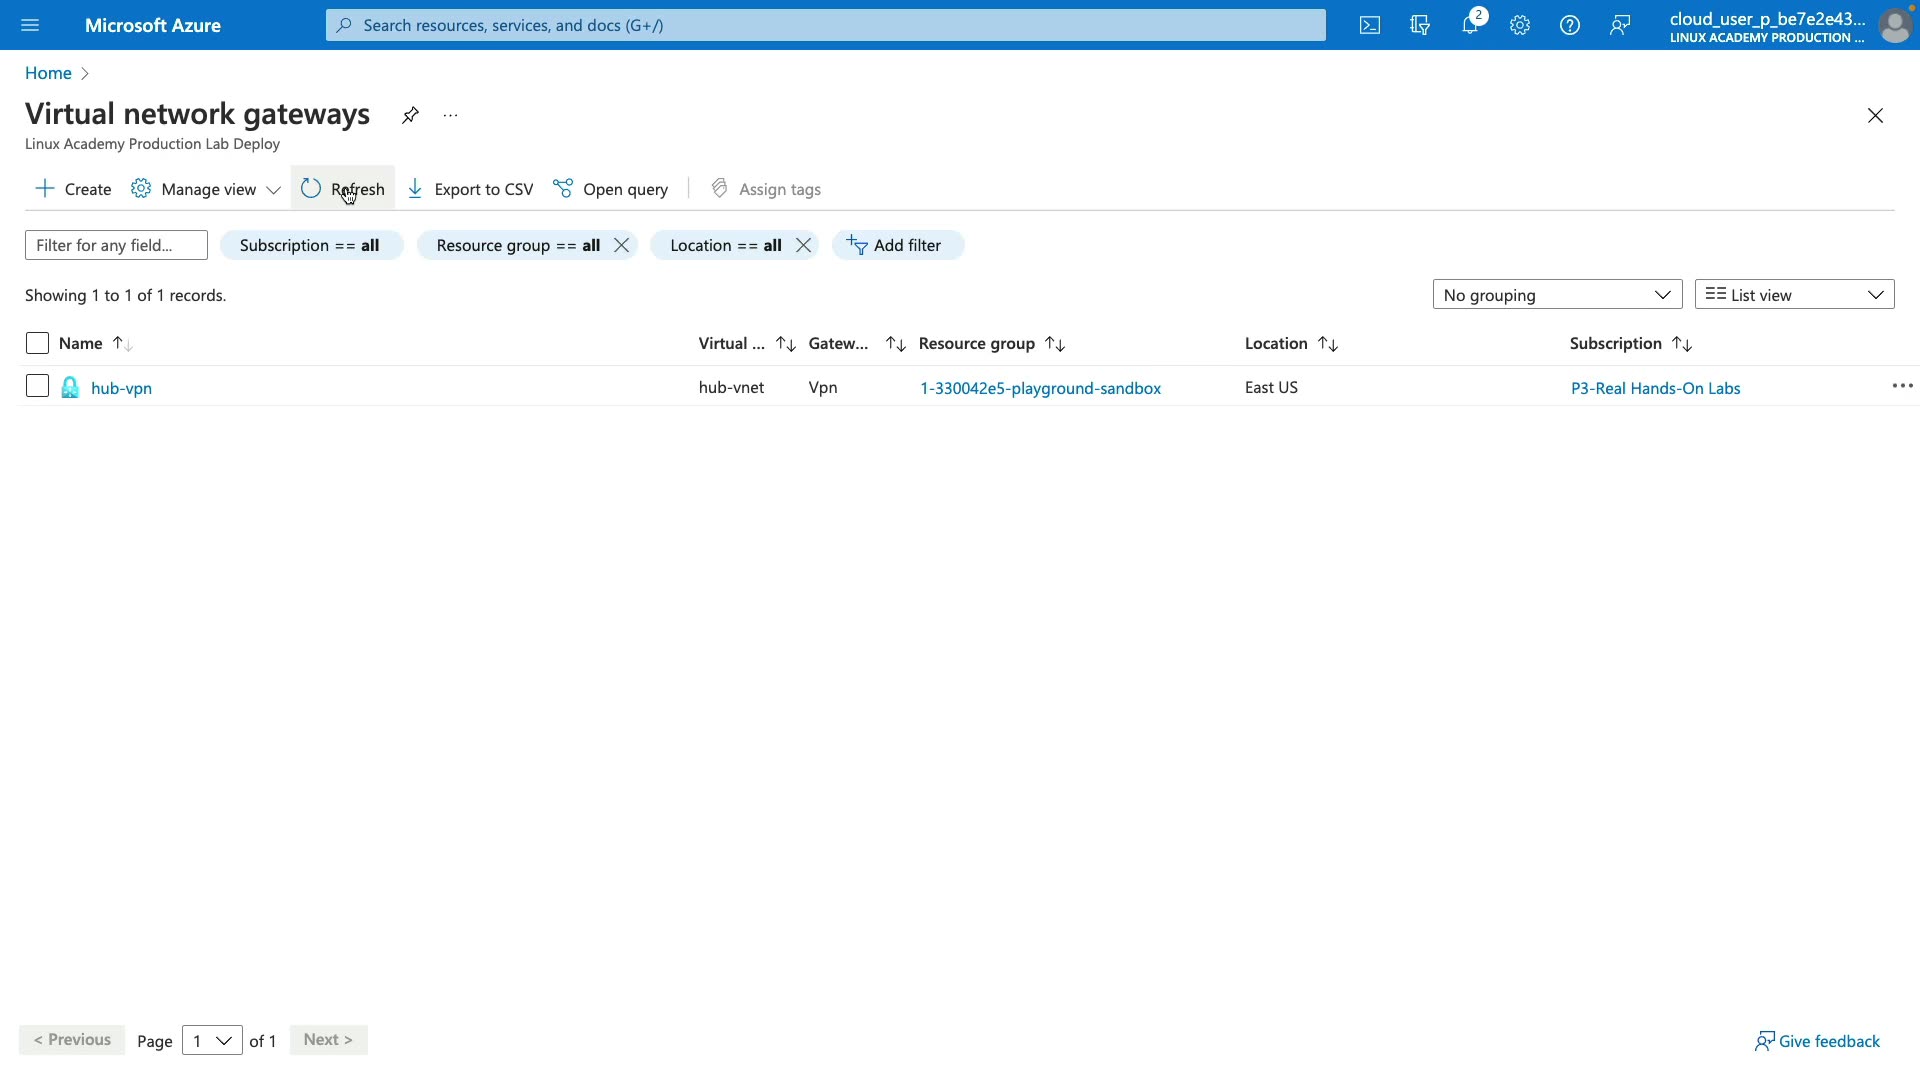 Microsoft Azure
Search resources, services, and docs (G+/)
2
cloud_user_p_be7e2e43...
LINUX ACADEMY PRODUCTION ...
Home
Virtual network gateways
...
Linux Academy Production Lab Deploy
Create
Manage view
Refresh
Export to CSV
Open query
Assign tags
Filter for any field...
Subscription == all
Resource group == all
Location == all
Add filter
Showing 1 to 1 of 1 records.
No grouping
List view
Name
Virtual ...
Gatew...
Resource group
Location
Subscription
hub-vpn
hub-vnet
Vpn
1-330042e5-playground-sandbox
East US
P3-Real Hands-On Labs
...
< Previous
Page 1 of 1
Next >
Give feedback